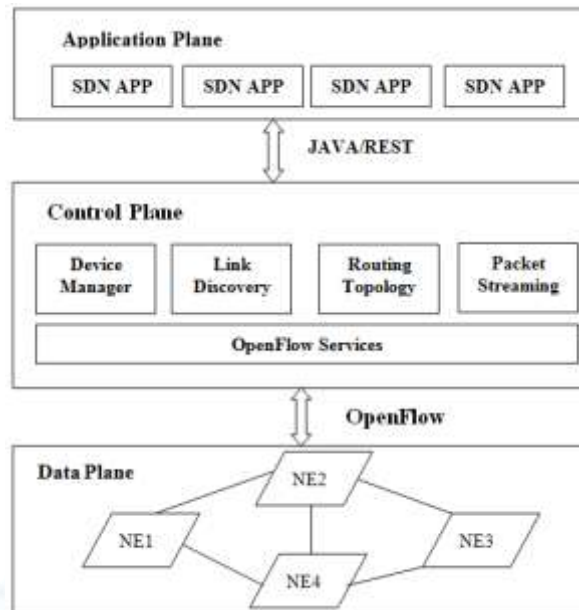 Application Plane
SDN APP
SDN APP
SDN APP
SDN APP
JAVA/REST
Control Plane
Device
Manager
Link
Discovery
Routing
Topology
Packet
Streaming
OpenFlow Services
OpenFlow
Data Plane
NE2
NE1
NE3
NE4